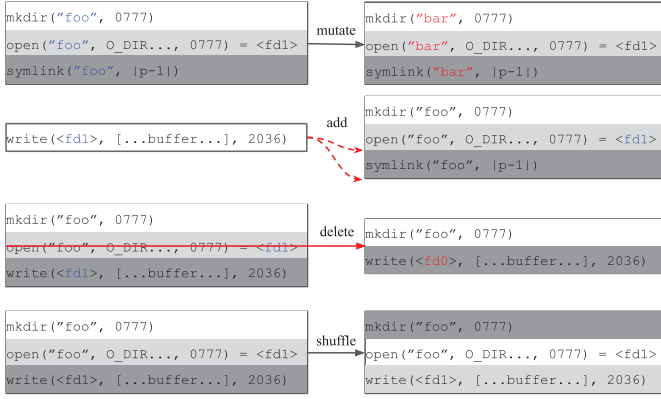 mkdir(”foo”, 0777)
open(”foo”, O_DIR..., 0777) = <fd1>
symlink(”foo”, |p-1|)
mutate
mkdir(”bar”, 0777)
open(”bar”, O_DIR..., 0777) = <fd1>
symlink(”bar”, |p-1|)
write(<fd1>, [...buffer...], 2036)
add
mkdir(”foo”, 0777)
open(”foo”, O_DIR..., 0777) = <fd1>
symlink(”foo”, |p-1|)
mkdir(”foo”, 0777)
open(”foo”, O_DIR..., 0777) = <fd1>
write(<fd1>, [...buffer...], 2036)
delete
mkdir(”foo”, 0777)
write(<fd0>, [...buffer...], 2036)
mkdir(”foo”, 0777)
open(”foo”, O_DIR..., 0777) = <fd1>
write(<fd1>, [...buffer...], 2036)
shuffle
mkdir(”foo”, 0777)
open(”foo”, O_DIR..., 0777) = <fd1>
write(<fd1>, [...buffer...], 2036)